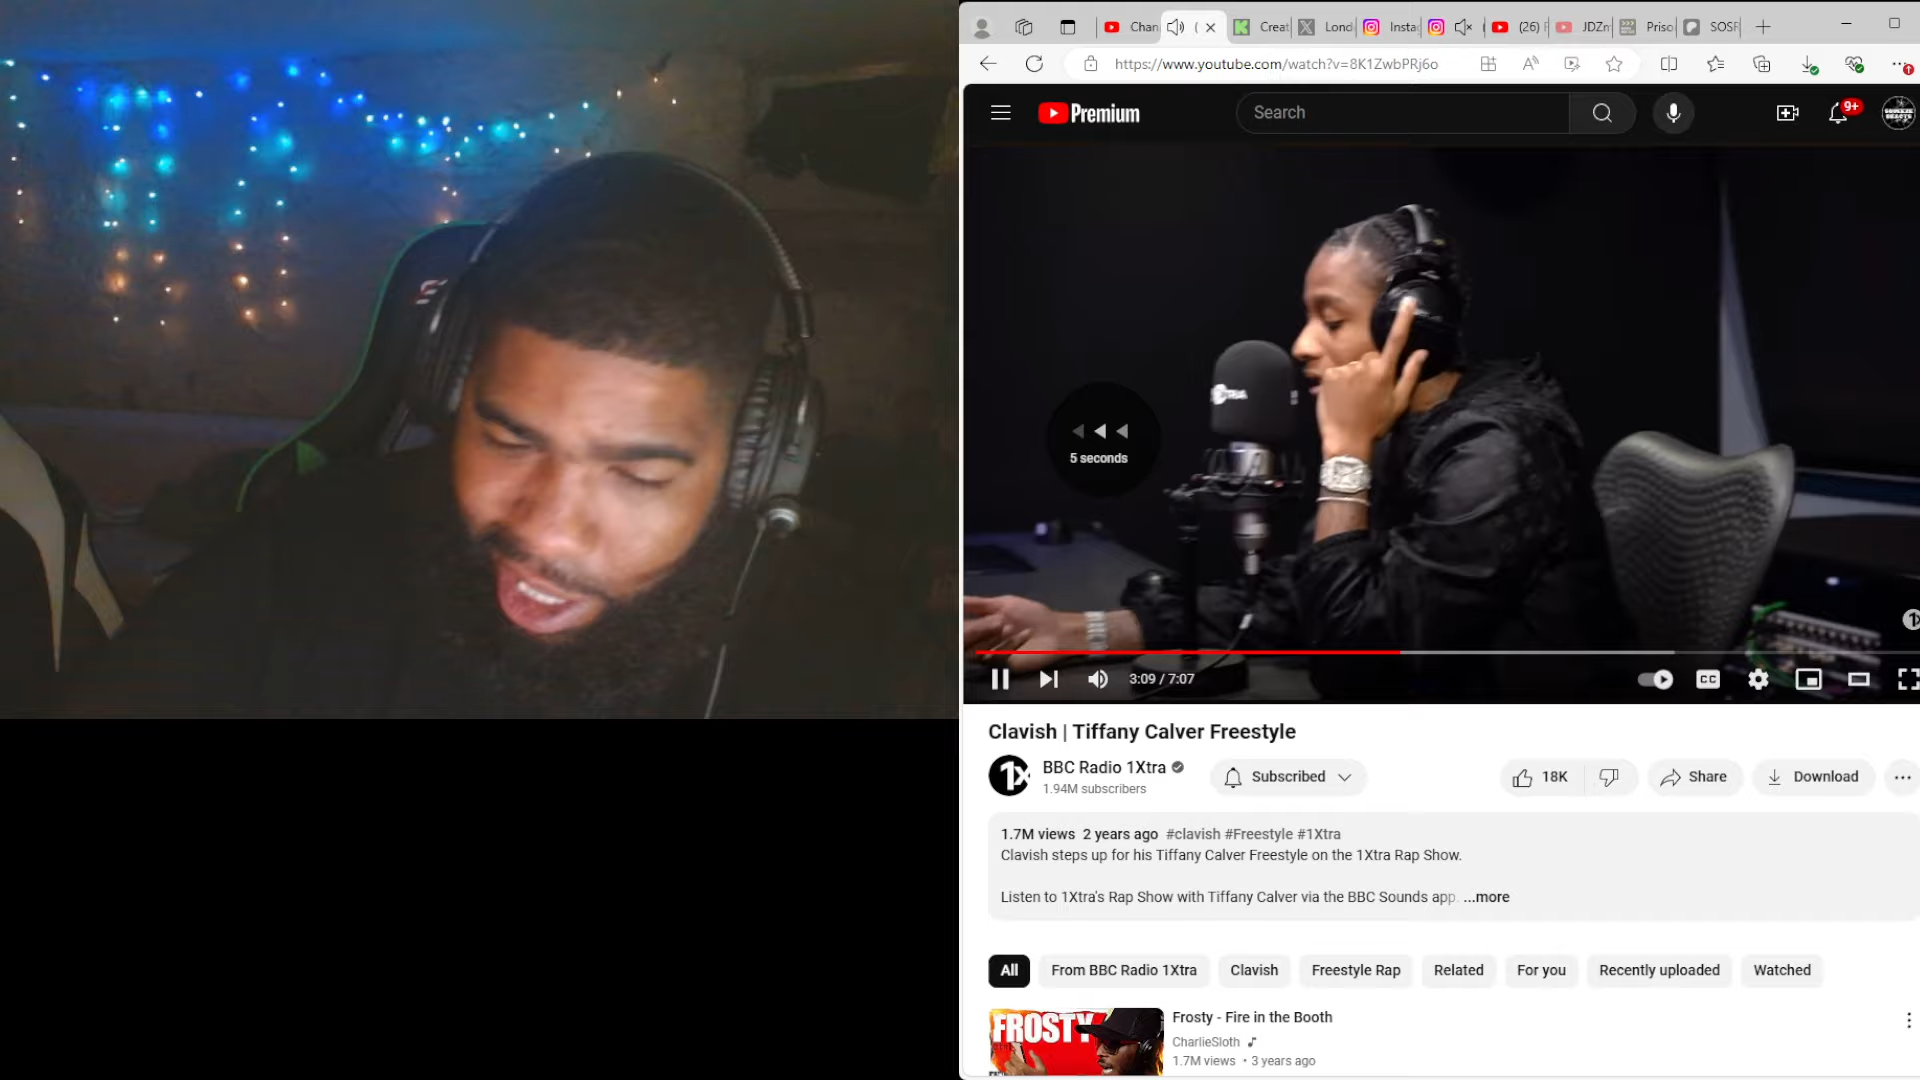 Chan
(
Creat
Lond
Insta
(26) F
JDZm
Priso
SOSF
https://www.youtube.com/watch?v=8K1ZwbPRj6o
Premium
Search
9+
XTRA
5 seconds
3:09 / 7:07
CC
Clavish | Tiffany Calver Freestyle
BBC Radio 1Xtra
1.94M subscribers
Subscribed
18K
Share
Download
1.7M views 2 years ago #clavish #Freestyle #1Xtra
Clavish steps up for his Tiffany Calver Freestyle on the 1Xtra Rap Show.
Listen to 1Xtra's Rap Show with Tiffany Calver via the BBC Sounds app. ...more
All
From BBC Radio 1Xtra
Clavish
Freestyle Rap
Related
For you
Recently uploaded
Watched
FROSTY
Frosty - Fire in the Booth
CharlieSloth
1.7M views • 3 years ago